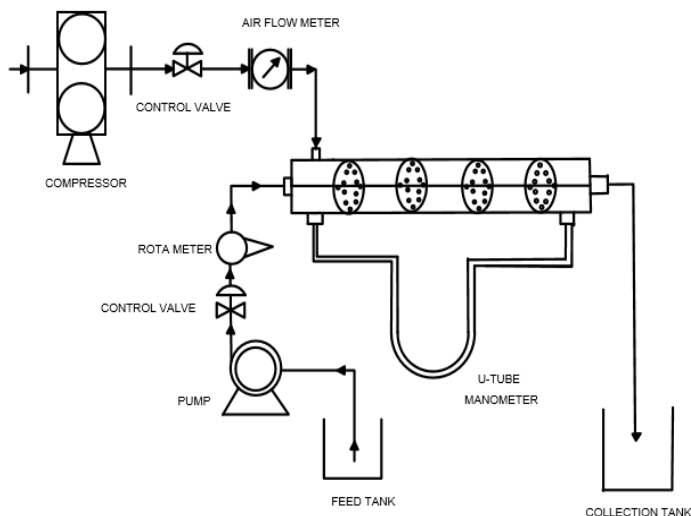 AIR FLOW METER
CONTROL VALVE
COMPRESSOR
ROTA METER
CONTROL VALVE
PUMP
U-TUBE
MANOMETER
FEED TANK
COLLECTION TANK